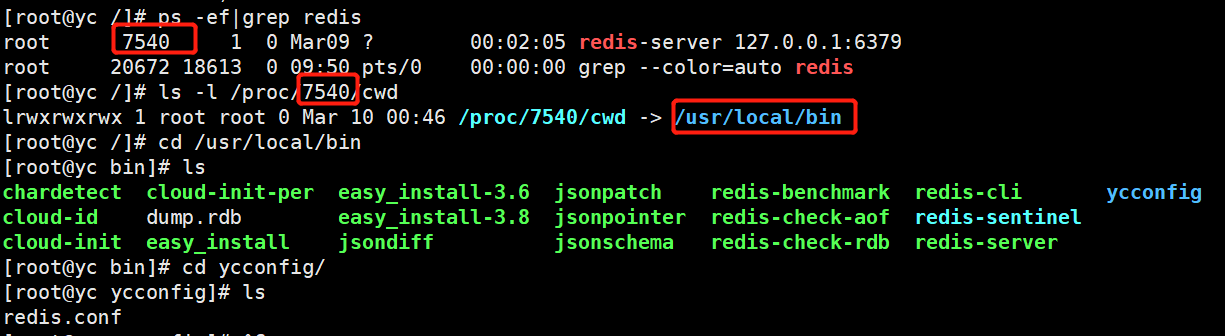 [root@yc /]# ps -ef|grep redis
root 7540 1 0 Mar09 ? 00:02:05 redis-server 127.0.0.1:6379
root 20672 18613 0 09:50 pts/0 00:00:00 grep --color=auto redis
[root@yc /]# ls -l /proc/7540/cwd
lrwxrwxrwx 1 root root 0 Mar 10 00:46 /proc/7540/cwd -> /usr/local/bin
[root@yc /]# cd /usr/local/bin
[root@yc bin]# ls
chardetect cloud-init-per easy_install-3.6 jsonpatch redis-benchmark redis-cli ycconfig
cloud-id dump.rdb easy_install-3.8 jsonpointer redis-check-aof redis-sentinel
cloud-init easy_install jsondiff jsonschema redis-check-rdb redis-server
[root@yc bin]# cd ycconfig/
[root@yc ycconfig]# ls
redis.conf